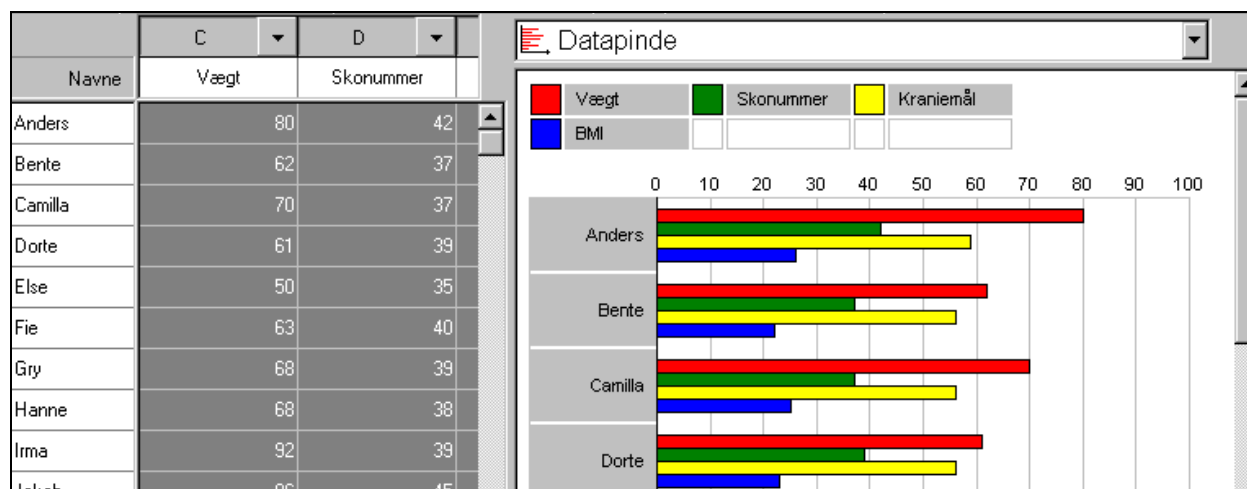 C D
Navne Vægt Skonummer
Anders 80 42
Bente 62 37
Camilla 70 37
Dorte 61 39
Else 50 35
Fie 63 40
Gry 68 39
Hanne 68 38
Irma 92 39
Datapinde
Vægt Skonummer Kraniemål
BMI
0 10 20 30 40 50 60 70 80 90 100
Anders
Bente
Camilla
Dorte